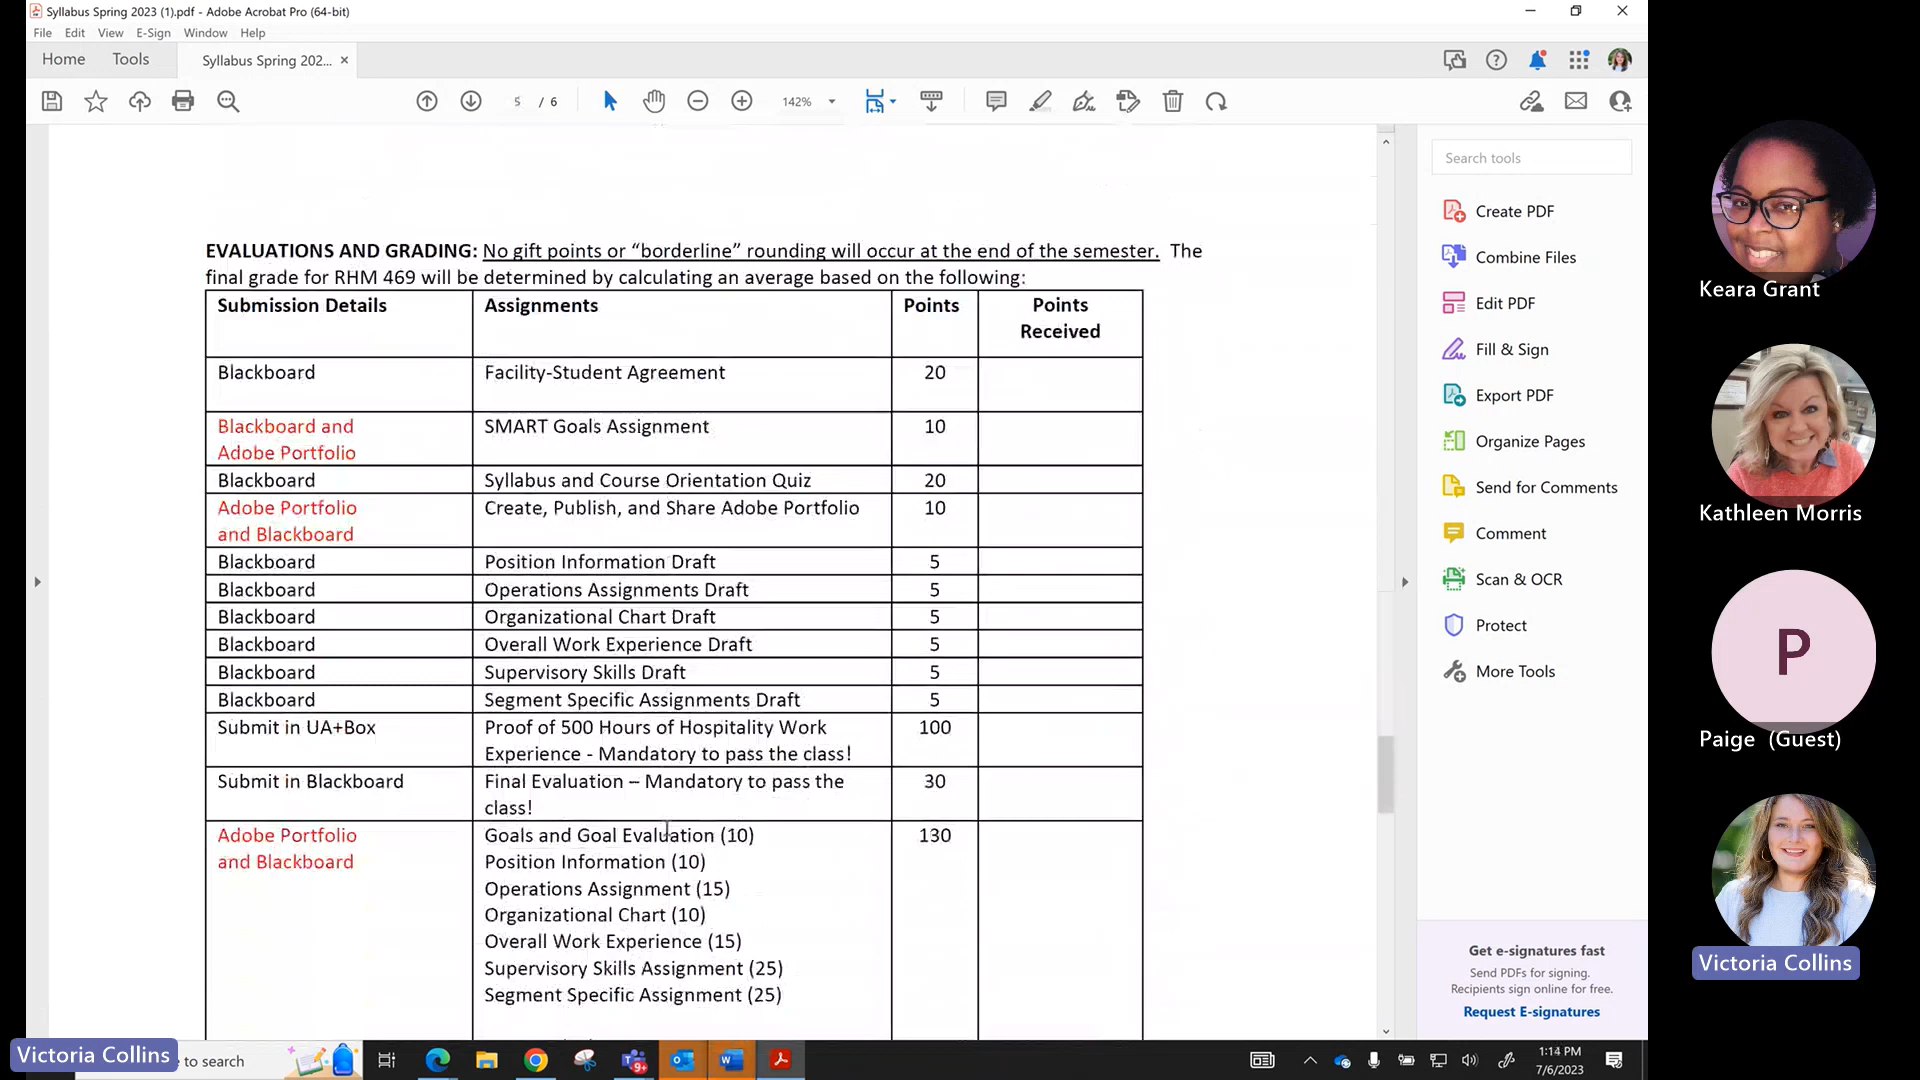 Syllabus Spring 2023 (1).pdf - Adobe Acrobat Pro (64-bit)
File Edit View E-Sign Window Help
Home Tools Syllabus Spring 202...
5 / 6 142%
Search tools
Create PDF
Combine Files
Edit PDF
Fill & Sign
Export PDF
Organize Pages
Send for Comments
Comment
Scan & OCR
Protect
More Tools
Get e-signatures fast
Send PDFs for signing.
Recipients sign online for free.
Request E-signatures
EVALUATIONS AND GRADING: No gift points or “borderline” rounding will occur at the end of the semester. The
final grade for RHM 469 will be determined by calculating an average based on the following:
Submission Details Assignments Points Points
Received
Blackboard Facility-Student Agreement 20
Blackboard and SMART Goals Assignment 10
Adobe Portfolio
Blackboard Syllabus and Course Orientation Quiz 20
Adobe Portfolio Create, Publish, and Share Adobe Portfolio 10
and Blackboard
Blackboard Position Information Draft 5
Blackboard Operations Assignments Draft 5
Blackboard Organizational Chart Draft 5
Blackboard Overall Work Experience Draft 5
Blackboard Supervisory Skills Draft 5
Blackboard Segment Specific Assignments Draft 5
Submit in UA+Box Proof of 500 Hours of Hospitality Work 100
Experience - Mandatory to pass the class!
Submit in Blackboard Final Evaluation – Mandatory to pass the 30
class!
Adobe Portfolio Goals and Goal Evaluation (10) 130
and Blackboard Position Information (10)
Operations Assignment (15)
Organizational Chart (10)
Overall Work Experience (15)
Supervisory Skills Assignment (25)
Segment Specific Assignment (25)
Keara Grant
Kathleen Morris
P
Paige (Guest)
Victoria Collins
Victoria Collins
e to search
9+
1:14 PM
7/6/2023